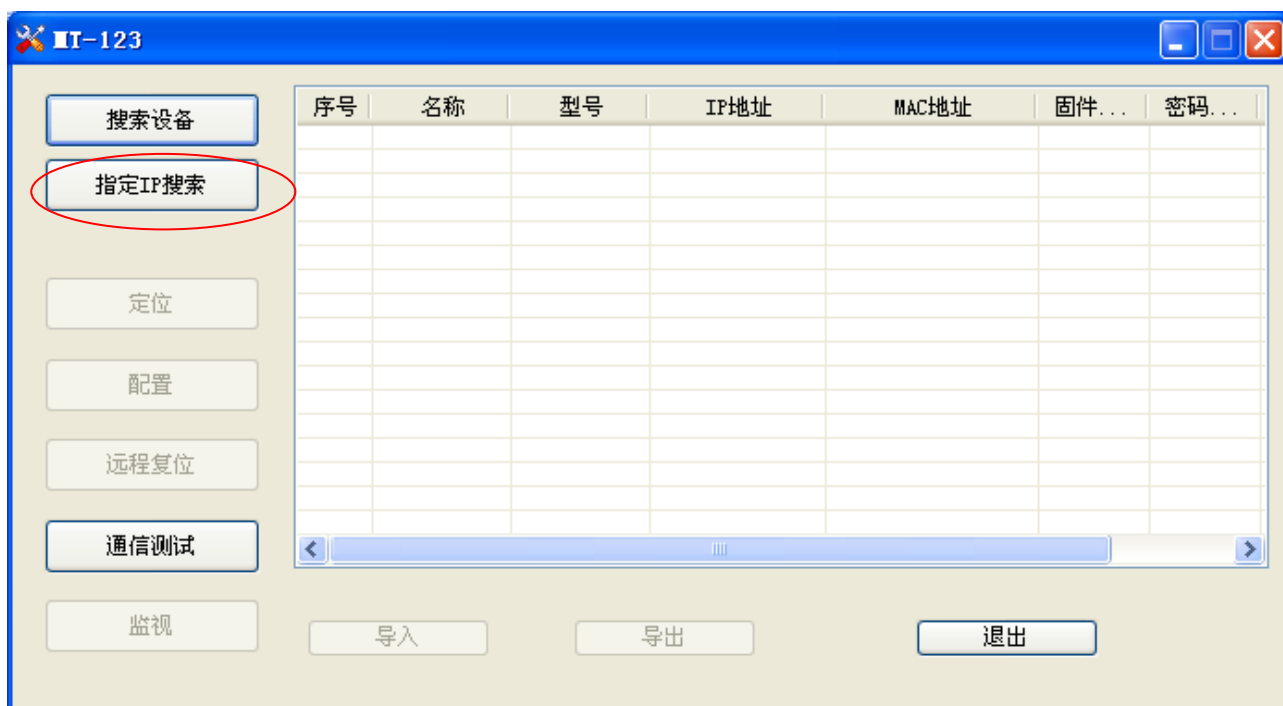 MT-123
搜索设备
序号 名称 型号 IP地址 MAC地址 固件... 密码...
指定IP搜索
定位
配置
远程复位
通信测试
监视
导入 导出 退出